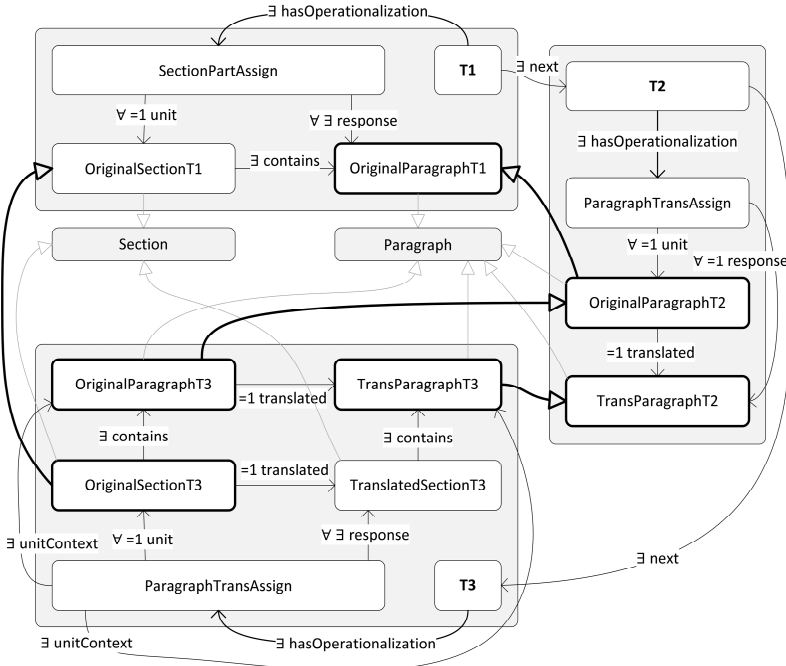 ∃ hasOperationalization
SectionPartAssign
T1
∃ next
T2
∀ =1 unit
∀ ∃ response
∃ hasOperationalization
OriginalSectionT1
∃ contains
OriginalParagraphT1
ParagraphTransAssign
Section
Paragraph
∀ =1 unit
∀ =1 response
OriginalParagraphT2
=1 translated
OriginalParagraphT3
=1 translated
TransParagraphT3
TransParagraphT2
∃ contains
∃ contains
OriginalSectionT3
=1 translated
TranslatedSectionT3
∃ unitContext
∀ =1 unit
∀ ∃ response
∃ next
ParagraphTransAssign
T3
∃ unitContext
∃ hasOperationalization